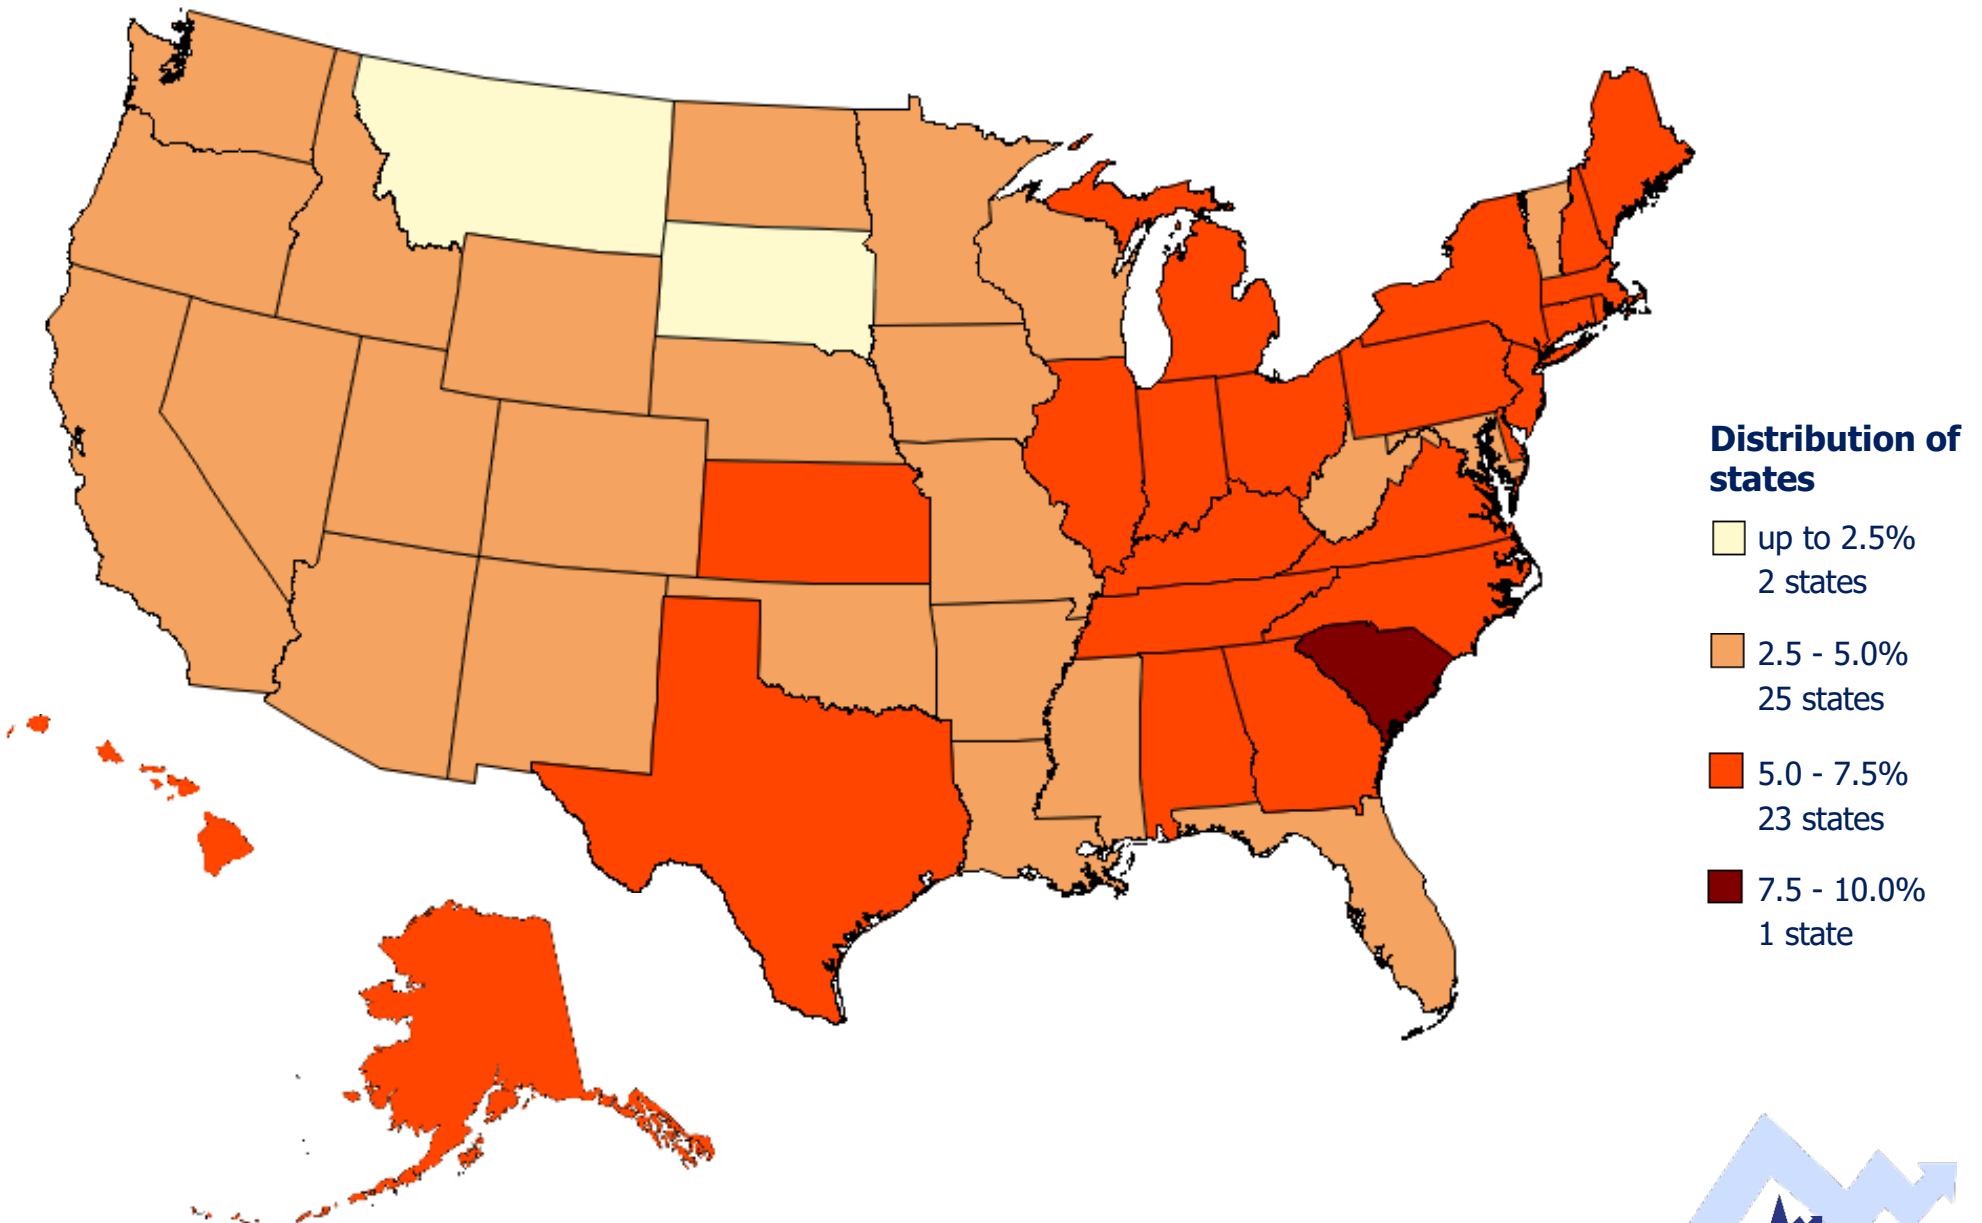 Distribution of
states
up to 2.5%
2 states
2.5 - 5.0%
25 states
5.0 - 7.5%
23 states
7.5 - 10.0%
1 state